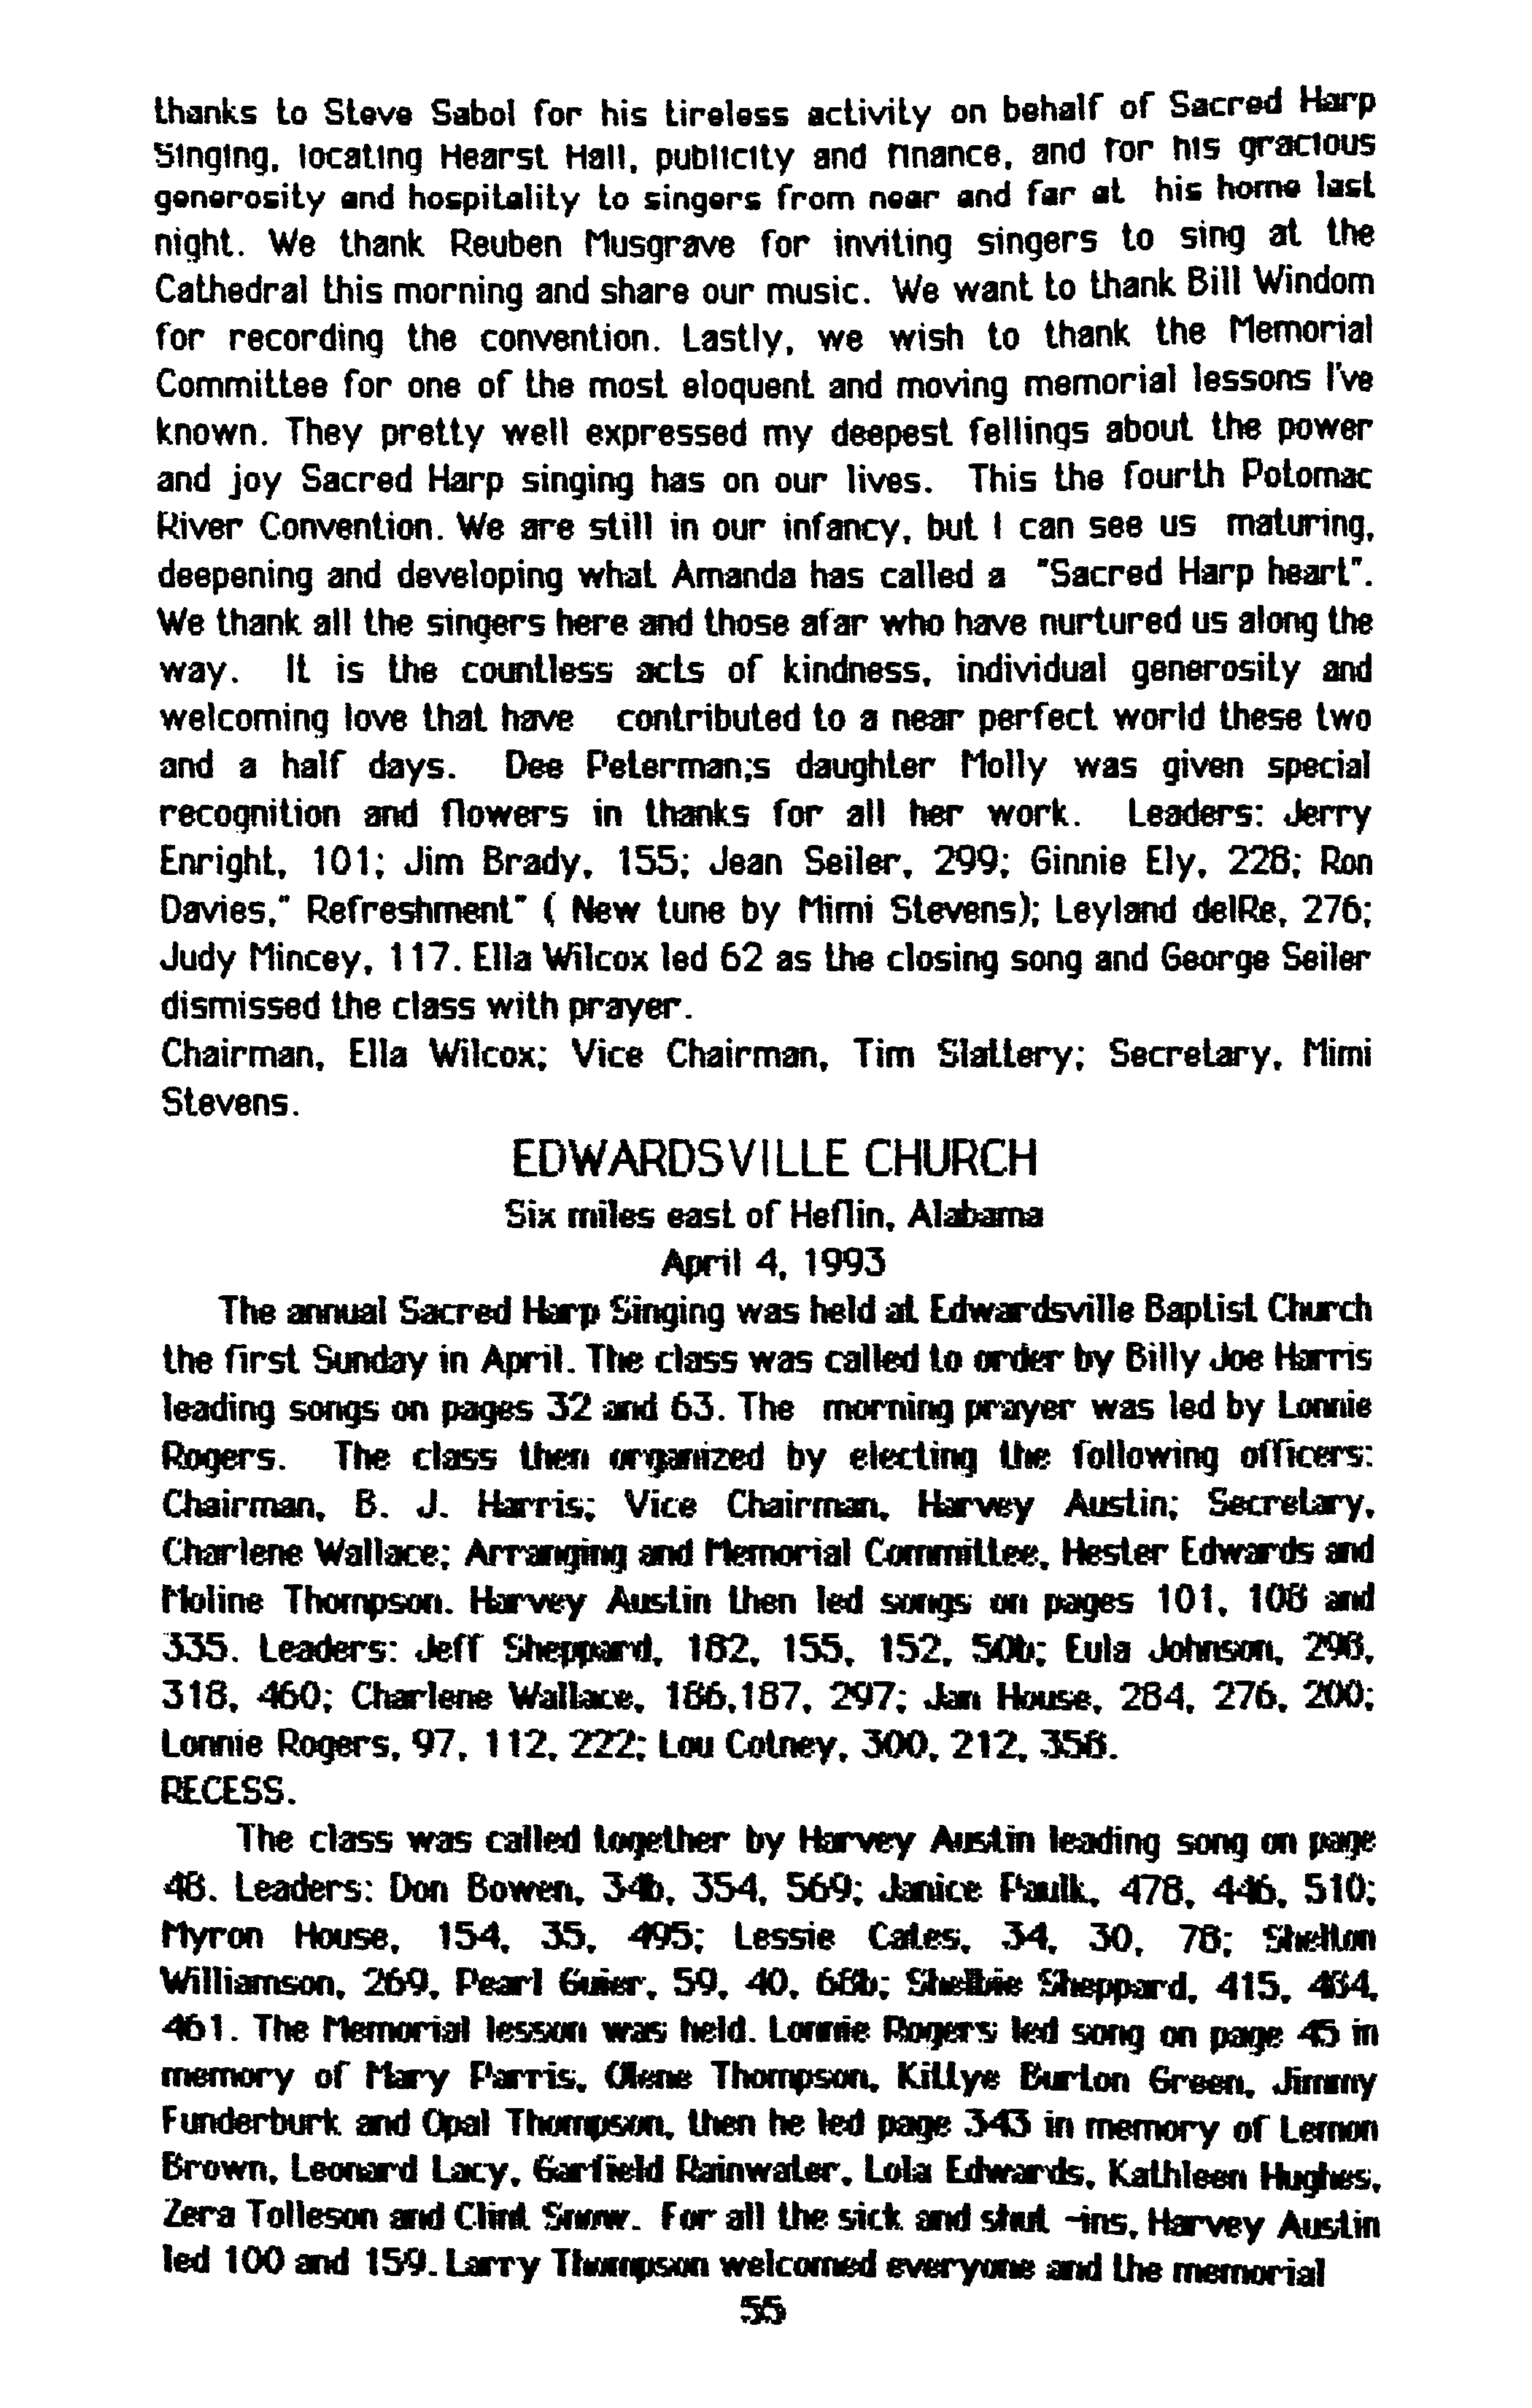 thanks to Steve Sabol for his tireless activity on behalf of Sacred Harp
Singing, locating Hearst Hall, publicity and finance, and for his gracious
generosity and hospitality to singers from near and far at his home last
night. We thank Reuben Musgrave for inviting singers to sing at the
Cathedral this morning and share our music. We want to thank Bill Windom
for recording the convention. Lastly, we wish to thank the Memorial
Committee for one of the most eloquent and moving memorial lessons I've
known. They pretty well expressed my deepest fellings about the power
and joy Sacred Harp singing has on our lives. This the fourth Potomac
River Convention. We are still in our infancy, but I can see us maturing,
deepening and developing what Amanda has called a "Sacred Harp heart".
We thank all the singers here and those afar who have nurtured us along the
way. It is the countless acts of kindness, individual generosity and
welcoming love that have contributed to a near perfect world these two
and a half days. Dee Peterman;s daughter Molly was given special
recognition and flowers in thanks for all her work. Leaders: Jerry
Enright, 101; Jim Brady, 155; Jean Seiler, 299; Ginnie Ely, 228; Ron
Davies," Refreshment" ( New tune by Mimi Stevens); Leyland delRe, 276;
Judy Mincey, 117. Ella Wilcox led 62 as the closing song and George Seiler
dismissed the class with prayer.
Chairman, Ella Wilcox; Vice Chairman, Tim Slattery; Secretary, Mimi
Stevens.
EDWARDSVILLE CHURCH
Six miles east of Heflin, Alabama
April 4, 1993
The annual Sacred Harp Singing was held at Edwardsville Baptist Church
the first Sunday in April. The class was called to order by Billy Joe Harris
leading songs on pages 32 and 63. The morning prayer was led by Lonnie
Rogers. The class then organized by electing the following officers:
Chairman, B. J. Harris; Vice Chairman, Harvey Austin; Secretary,
Charlene Wallace; Arranging and Memorial Committee, Hester Edwards and
Moline Thompson. Harvey Austin then led songs on pages 101, 108 and
335. Leaders: Jeff Sheppard, 182, 155, 152, 50b; Eula Johnson, 298,
318, 460; Charlene Wallace, 186,187, 297; Jan House, 284, 276, 200;
Lonnie Rogers, 97, 112, 222; Lou Cotney, 300, 212, 358.
RECESS.
The class was called together by Harvey Austin leading song on page
48. Leaders: Don Bowen, 34b, 354, 569; Janice Paulk, 478, 446, 510;
Myron House, 154, 35, 495; Lessie Cates, 34, 30, 78; Shelton
Williamson, 269, Pearl Guier, 59, 40, 68b; Shelbie Sheppard, 415, 434,
461. The Memorial lesson was held. Lonnie Rogers led song on page 45 in
memory of Mary Parris, Olene Thompson, Kittye Burton Green, Jimmy
Funderburk and Opal Thompson, then he led page 343 in memory of Lemon
Brown, Leonard Lacy, Garfield Rainwater, Lola Edwards, Kathleen Hughes,
Zera Tolleson and Clint Snow. For all the sick and shut -ins, Harvey Austin
led 100 and 159. Larry Thompson welcomed everyone and the memorial
55